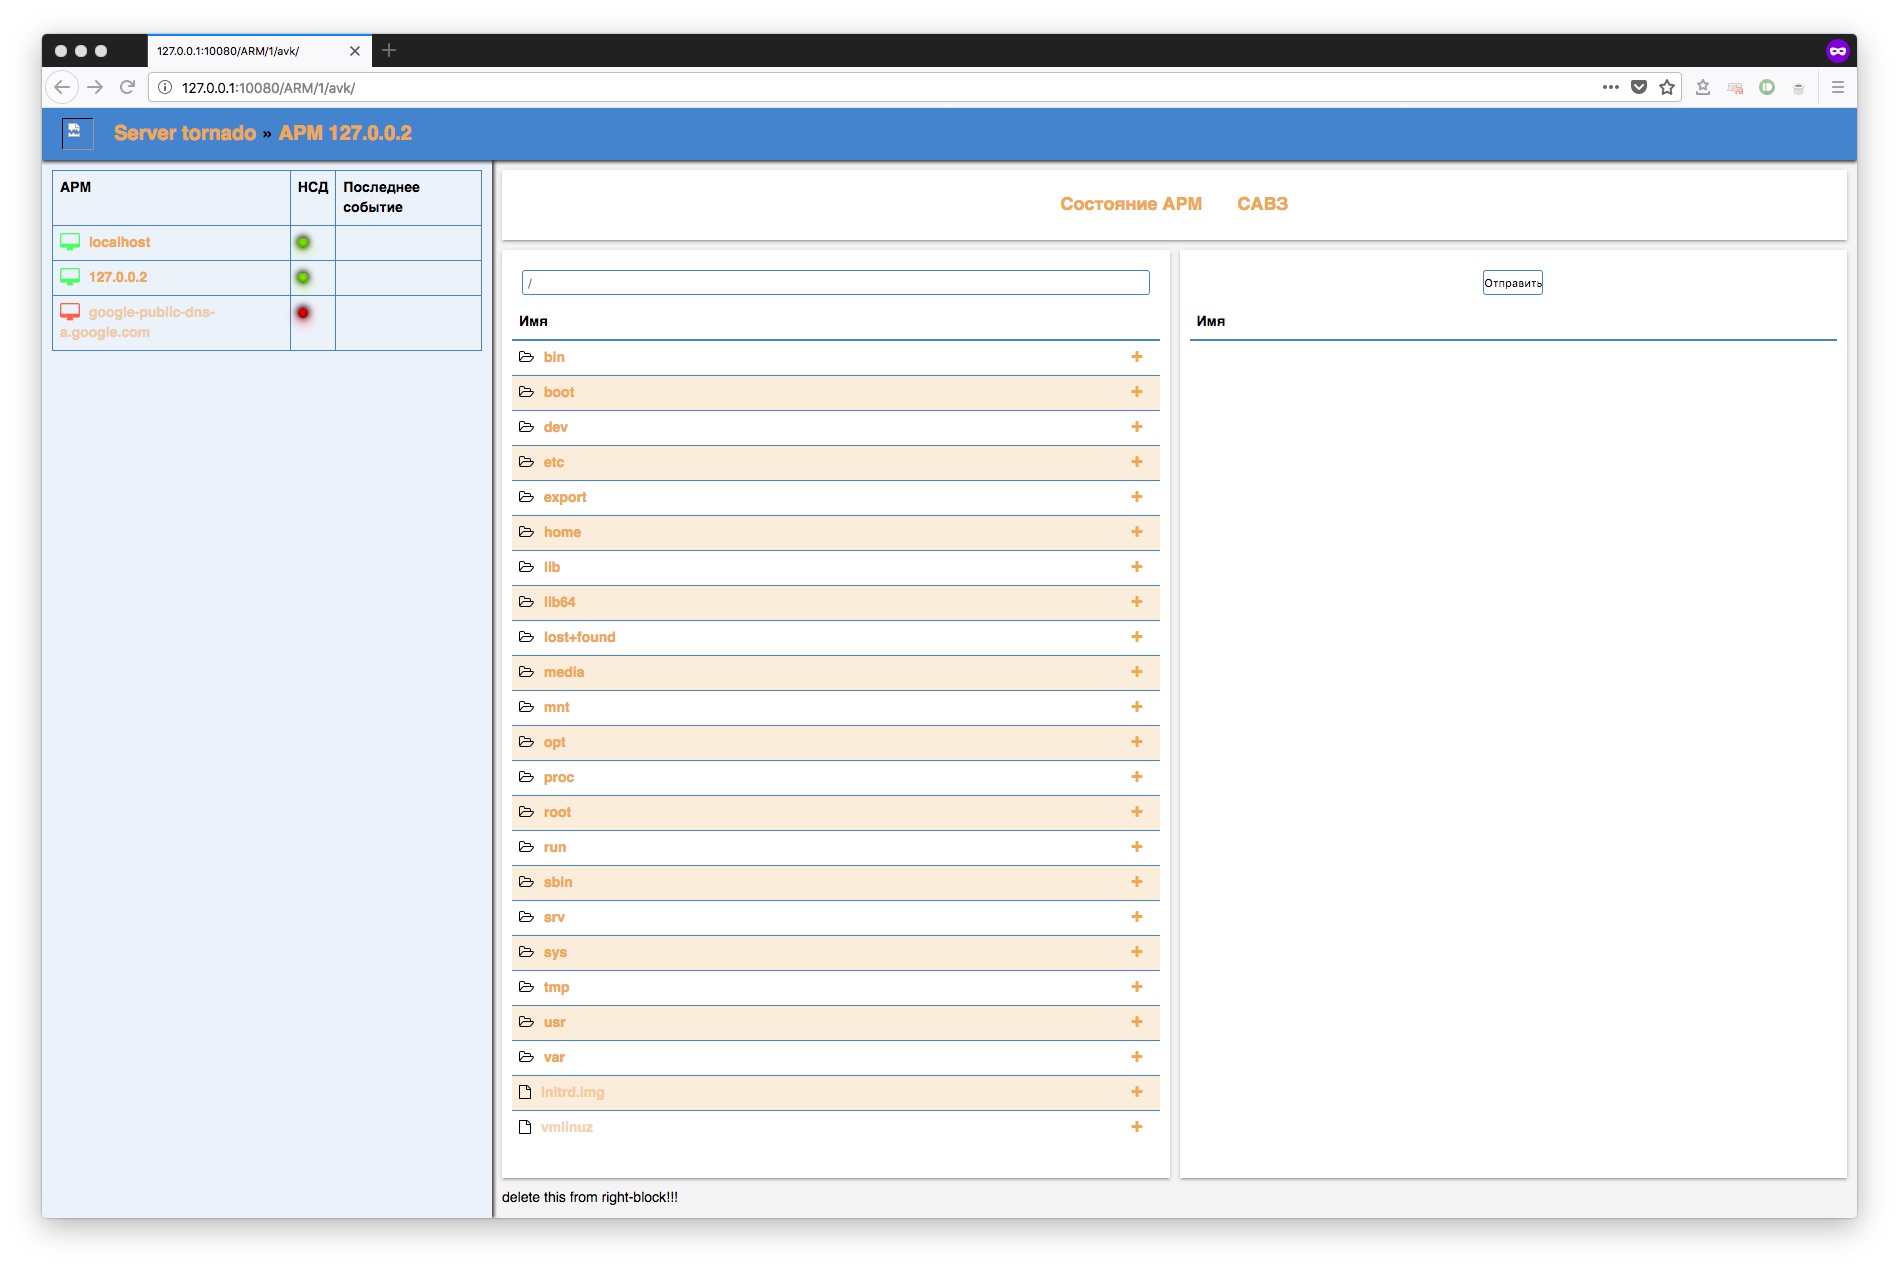 127.0.0.1:10080/ARM/1/avk/
127.0.0.1:10080/ARM/1/avk/
Server tornado » АРМ 127.0.0.2
АРМ НСД Последнее событие
localhost
127.0.0.2
google-public-dns-
a.google.com
Состояние АРМ САВЗ
/
Имя
bin +
boot +
dev +
etc +
export +
home +
lib +
lib64 +
lost+found +
media +
mnt +
opt +
proc +
root +
run +
sbin +
srv +
sys +
tmp +
usr +
var +
initrd.img +
vmlinuz +
Отправить
Имя
delete this from right-block!!!